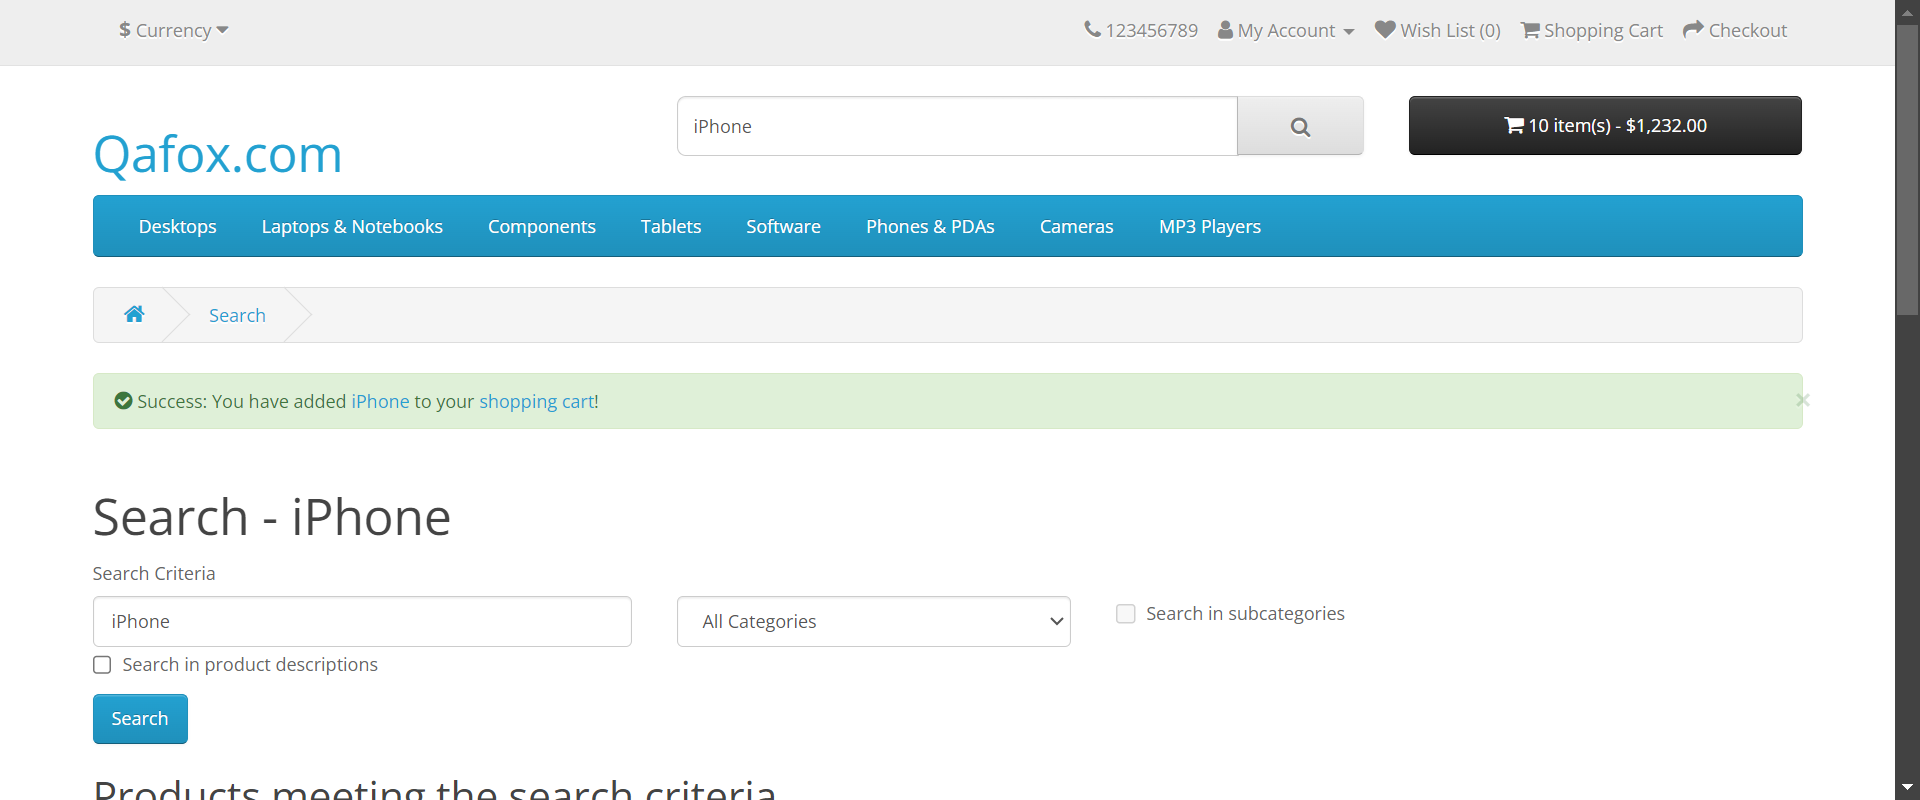 $ Currency
123456789 My Account Wish List (0) Shopping Cart Checkout
Qafox.com
iPhone
10 item(s) - $1,232.00
Desktops Laptops & Notebooks Components Tablets Software Phones & PDAs Cameras MP3 Players
Search
Success: You have added iPhone to your shopping cart!
×
Search - iPhone
Search Criteria
iPhone
All Categories
Search in subcategories
Search in product descriptions
Search
Products meeting the search criteria